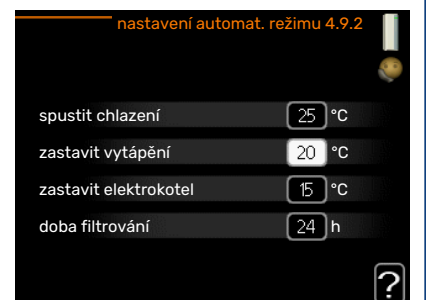 nastavení automat. režimu 4.9.2
spustit chlazení 25 °C
zastavit vytápění 20 °C
zastavit elektrokotel 15 °C
doba filtrování 24 h
?